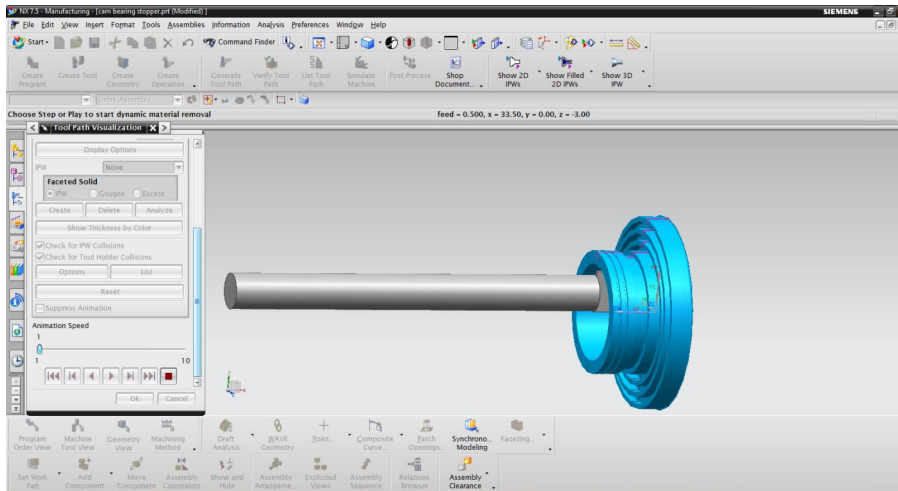 NX 7.5 - Manufacturing - [cam bearing stopper.prt (Modified) ]
SIEMENS
File Edit View Insert Format Tools Assemblies Information Analysis Preferences Window Help
Start Command Finder
Create Program
Create Tool
Create Geometry
Create Operation
Generate Tool Path
Verify Tool Path
List Tool Path
Simulate Machine
Post Process
Shop Document...
Show 2D IPWs
Show Filled 2D IPWs
Show 3D IPW
Entire Assembly
Choose Step or Play to start dynamic material removal
feed = 0.500, x = 33.50, y = 0.00, z = -3.00
Tool Path Visualization
Display Options
IPW None
Faceted Solid
IPW Gouges Excess
Create Delete Analyze
Show Thickness by Color
Check for IPW Collisions
Check for Tool Holder Collisions
Options List
Reset
Suppress Animation
Animation Speed
1
1 10
OK Cancel
Program Order View
Machine Tool View
Geometry View
Machining Method
Draft Analysis
WAVE Geometry
Point...
Composite Curve...
Patch Openings...
Synchrono... Modeling
Faceting...
Set Work Part
Add Component
Move Component
Assembly Constraints
Show and Hide
Assembly Arrangeme...
Exploded Views
Assembly Sequence
Relations Browser
Assembly Clearance